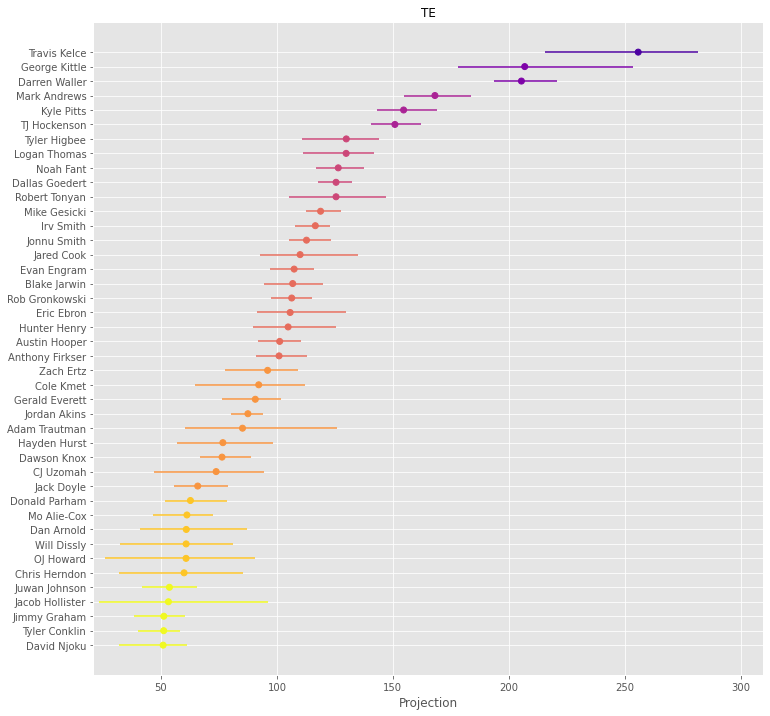 TE
Travis Kelce
George Kittle
Darren Waller
Mark Andrews
Kyle Pitts
TJ Hockenson
Tyler Higbee
Logan Thomas
Noah Fant
Dallas Goedert
Robert Tonyan
Mike Gesicki
Irv Smith
Jonnu Smith
Jared Cook
Evan Engram
Blake Jarwin
Rob Gronkowski
Eric Ebron
Hunter Henry
Austin Hooper
Anthony Firkser
Zach Ertz
Cole Kmet
Gerald Everett
Jordan Akins
Adam Trautman
Hayden Hurst
Dawson Knox
CJ Uzomah
Jack Doyle
Donald Parham
Mo Alie-Cox
Dan Arnold
Will Dissly
OJ Howard
Chris Herndon
Juwan Johnson
Jacob Hollister
Jimmy Graham
Tyler Conklin
David Njoku
50 100 150 200 250 300
Projection